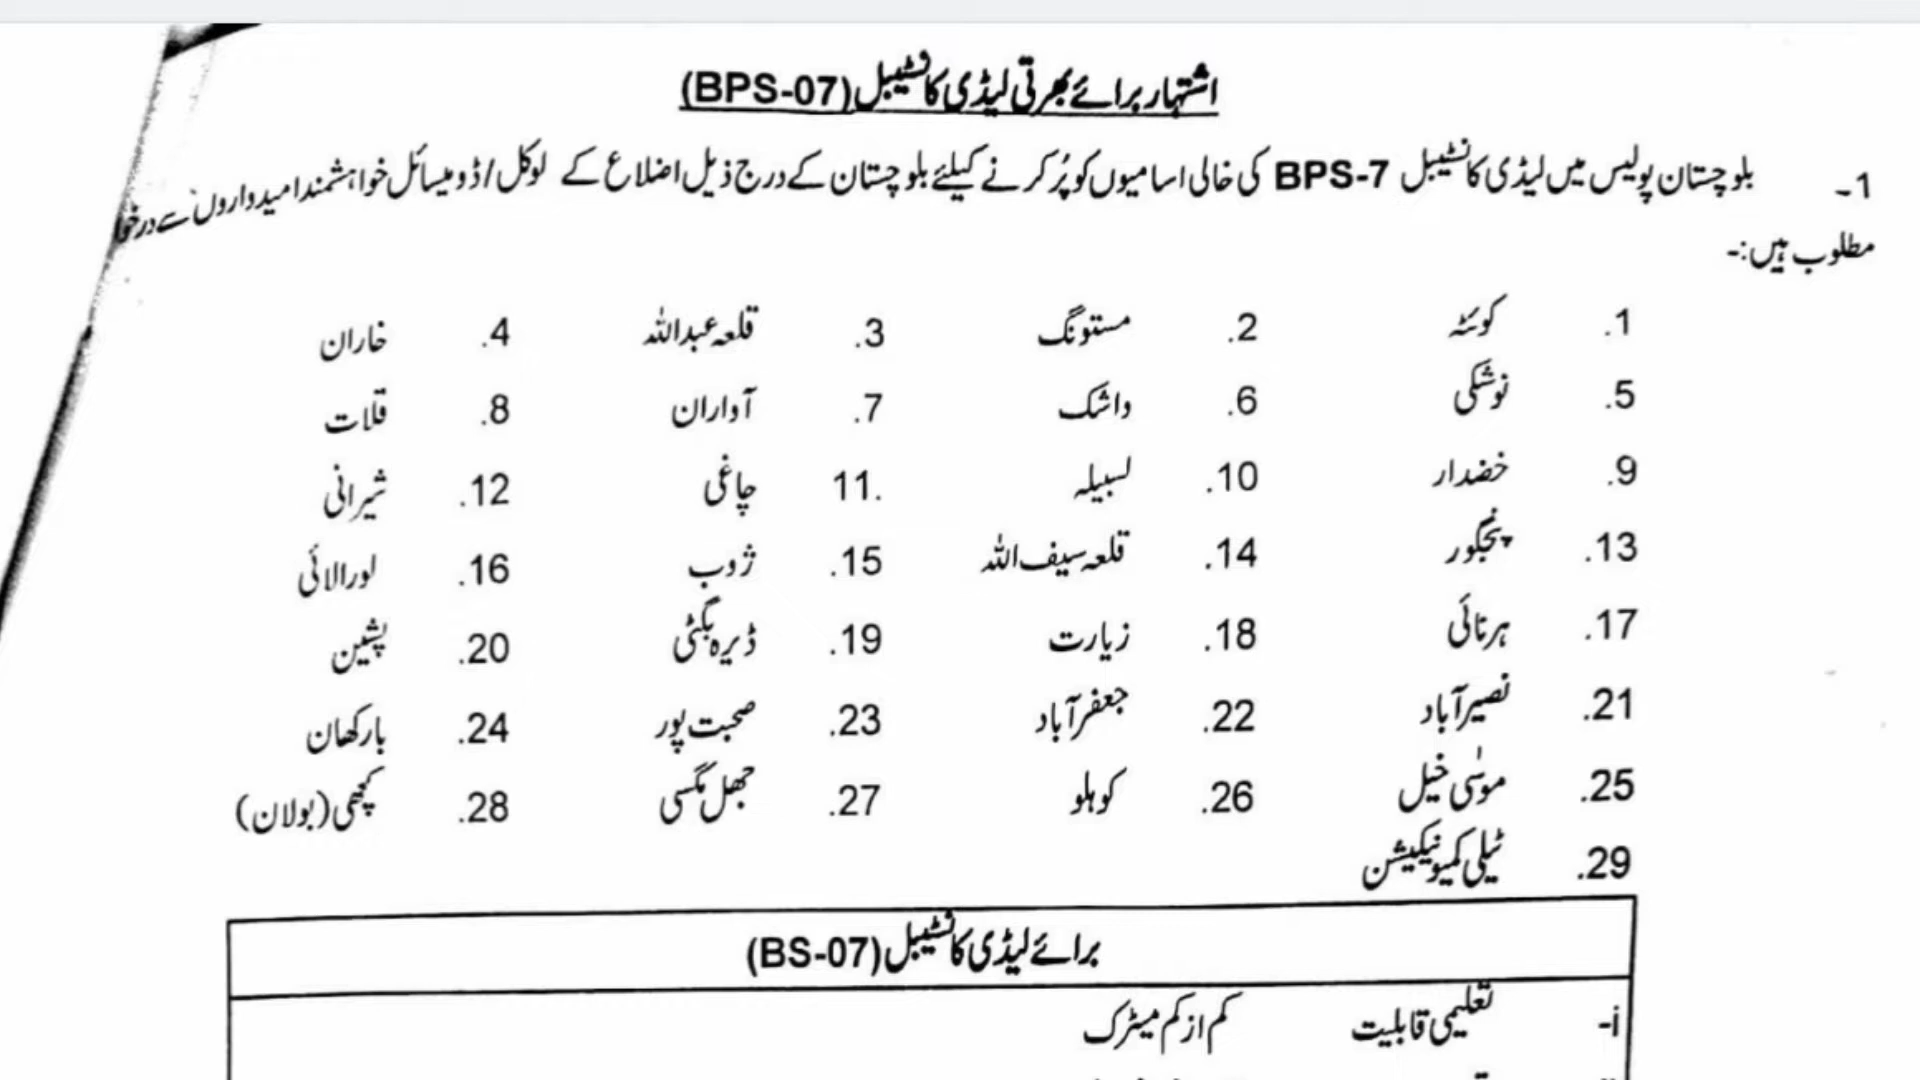 اشتہار برائے بھرتی لیڈی کانسٹیبل (BPS-07)
1۔ بلوچستان پولیس میں لیڈی کانسٹیبل BPS-7 کی خالی اسامیوں کو پُر کرنے کیلئے بلوچستان کے درج ذیل اضلاع کے لوکل/ڈومیسائل خواہشمند امیدواروں سے
مطلوب ہیں:-
1. کوئٹہ 2. مستونگ 3. قلعہ عبداللہ 4. خاران
5. نوشکی 6. واشک 7. آواران 8. قلات
9. خضدار 10. لسبیلہ 11. چاغی 12. شیرانی
13. پنجگور 14. قلعہ سیف اللہ 15. ژوب 16. لورالائی
17. ہرنائی 18. زیارت 19. ڈیرہ بگٹی 20. پشین
21. نصیر آباد 22. جعفر آباد 23. صحبت پور 24. بارکھان
25. موسٰی خیل 26. کوہلو 27. جھل مگسی 28. کچھی (بولان)
29. ٹیلی کمیونیکیشن
برائے لیڈی کانسٹیبل (BS-07)
i- تعلیمی قابلیت کم از کم میٹرک